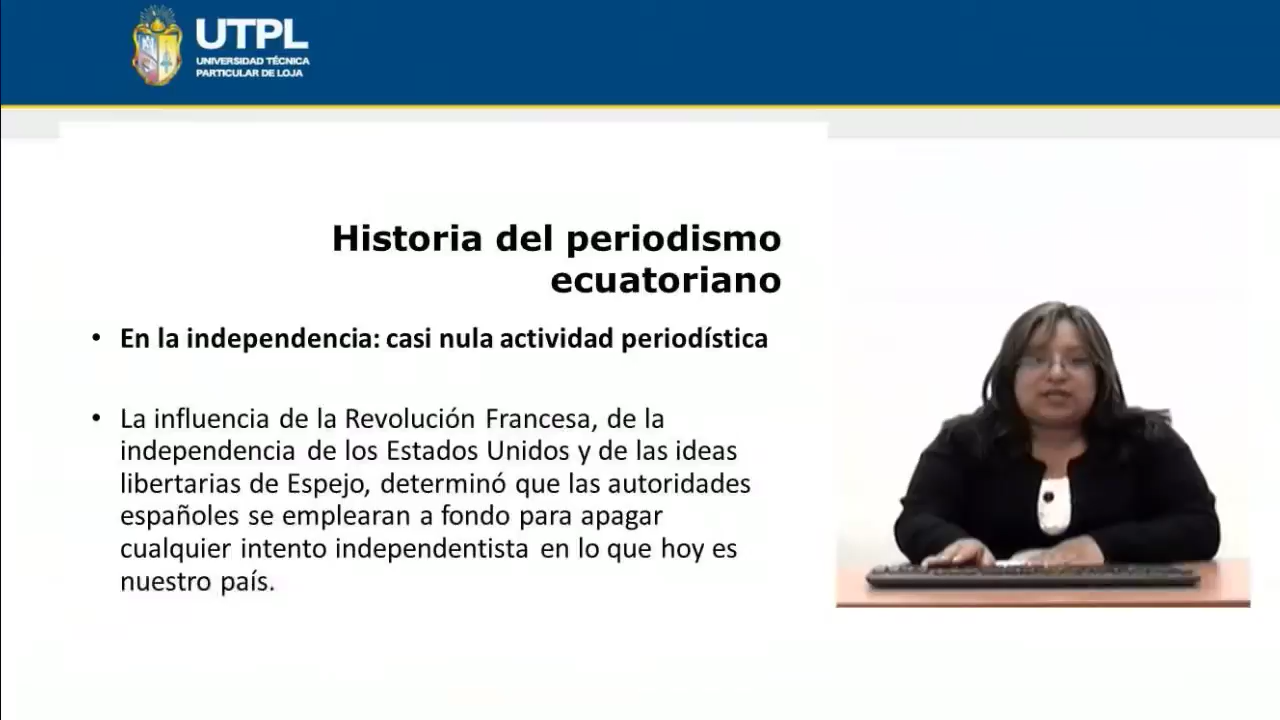 UTPL
UNIVERSIDAD TÉCNICA
PARTICULAR DE LOJA
Historia del periodismo
ecuatoriano
• En la independencia: casi nula actividad periodística
• La influencia de la Revolución Francesa, de la
independencia de los Estados Unidos y de las ideas
libertarias de Espejo, determinó que las autoridades
españoles se emplearan a fondo para apagar
cualquier intento independentista en lo que hoy es
nuestro país.